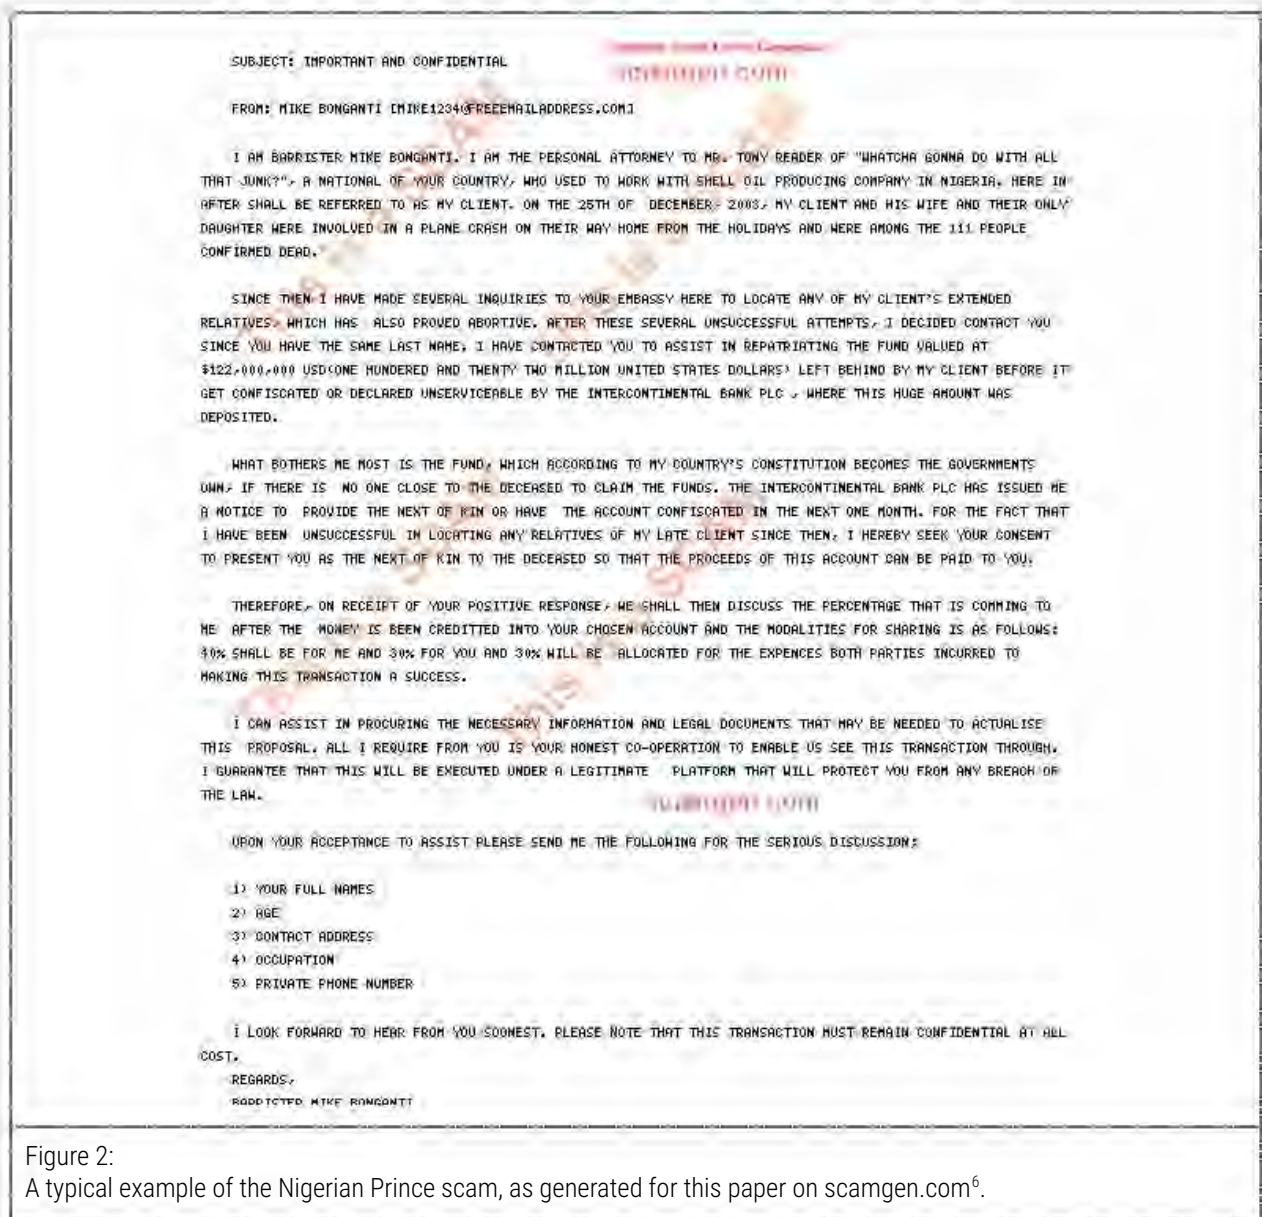 SUBJECT: IMPORTANT AND CONFIDENTIAL
scamgen.com
FROM: MIKE BONGANTI [MIKE1234@FREEEMAILADDRESS.COM]
I AM BARRISTER MIKE BONGANTI. I AM THE PERSONAL ATTORNEY TO MR. TONY READER OF "WHATCHA GONNA DO WITH ALL
THAT JUNK?", A NATIONAL OF YOUR COUNTRY, WHO USED TO WORK WITH SHELL OIL PRODUCING COMPANY IN NIGERIA. HERE IN
AFTER SHALL BE REFERRED TO AS MY CLIENT. ON THE 25TH OF DECEMBER, 2003, MY CLIENT AND HIS WIFE AND THEIR ONLY
DAUGHTER WERE INVOLVED IN A PLANE CRASH ON THEIR WAY HOME FROM THE HOLIDAYS AND WERE AMONG THE 111 PEOPLE
CONFIRMED DEAD.
SINCE THEN I HAVE MADE SEVERAL INQUIRIES TO YOUR EMBASSY HERE TO LOCATE ANY OF MY CLIENT'S EXTENDED
RELATIVES, WHICH HAS ALSO PROVED ABORTIVE. AFTER THESE SEVERAL UNSUCCESSFUL ATTEMPTS, I DECIDED CONTACT YOU
SINCE YOU HAVE THE SAME LAST NAME. I HAVE CONTACTED YOU TO ASSIST IN REPATRIATING THE FUND VALUED AT
$122,000,000 USD(ONE HUNDERED AND TWENTY TWO MILLION UNITED STATES DOLLARS) LEFT BEHIND BY MY CLIENT BEFORE IT
GET CONFISCATED OR DECLARED UNSERVICEABLE BY THE INTERCONTINENTAL BANK PLC , WHERE THIS HUGE AMOUNT WAS
DEPOSITED.
WHAT BOTHERS ME MOST IS THE FUND, WHICH ACCORDING TO MY COUNTRY'S CONSTITUTION BECOMES THE GOVERNMENTS
OWN, IF THERE IS NO ONE CLOSE TO THE DECEASED TO CLAIM THE FUNDS. THE INTERCONTINENTAL BANK PLC HAS ISSUED ME
A NOTICE TO PROVIDE THE NEXT OF KIN OR HAVE THE ACCOUNT CONFISCATED IN THE NEXT ONE MONTH. FOR THE FACT THAT
I HAVE BEEN UNSUCCESSFUL IN LOCATING ANY RELATIVES OF MY LATE CLIENT SINCE THEN, I HEREBY SEEK YOUR CONSENT
TO PRESENT YOU AS THE NEXT OF KIN TO THE DECEASED SO THAT THE PROCEEDS OF THIS ACCOUNT CAN BE PAID TO YOU.
THEREFORE, ON RECEIPT OF YOUR POSITIVE RESPONSE, WE SHALL THEN DISCUSS THE PERCENTAGE THAT IS COMMING TO
ME AFTER THE MONEY IS BEEN CREDITTED INTO YOUR CHOSEN ACCOUNT AND THE MODALITIES FOR SHARING IS AS FOLLOWS:
40% SHALL BE FOR ME AND 30% FOR YOU AND 30% WILL BE ALLOCATED FOR THE EXPENCES BOTH PARTIES INCURRED TO
MAKING THIS TRANSACTION A SUCCESS.
I CAN ASSIST IN PROCURING THE NECESSARY INFORMATION AND LEGAL DOCUMENTS THAT MAY BE NEEDED TO ACTUALISE
THIS PROPOSAL. ALL I REQUIRE FROM YOU IS YOUR HONEST CO-OPERATION TO ENABLE US SEE THIS TRANSACTION THROUGH.
I GUARANTEE THAT THIS WILL BE EXECUTED UNDER A LEGITIMATE PLATFORM THAT WILL PROTECT YOU FROM ANY BREACH OF
THE LAW.
scamgen.com
UPON YOUR ACCEPTANCE TO ASSIST PLEASE SEND ME THE FOLLOWING FOR THE SERIOUS DISCUSSION:
1) YOUR FULL NAMES
2) AGE
3) CONTACT ADDRESS
4) OCCUPATION
5) PRIVATE PHONE NUMBER
I LOOK FORWARD TO HEAR FROM YOU SOONEST. PLEASE NOTE THAT THIS TRANSACTION MUST REMAIN CONFIDENTIAL AT ALL
COST.
REGARDS,
BARRISTER MIKE BONGANTI
Figure 2:
A typical example of the Nigerian Prince scam, as generated for this paper on scamgen.com⁶.